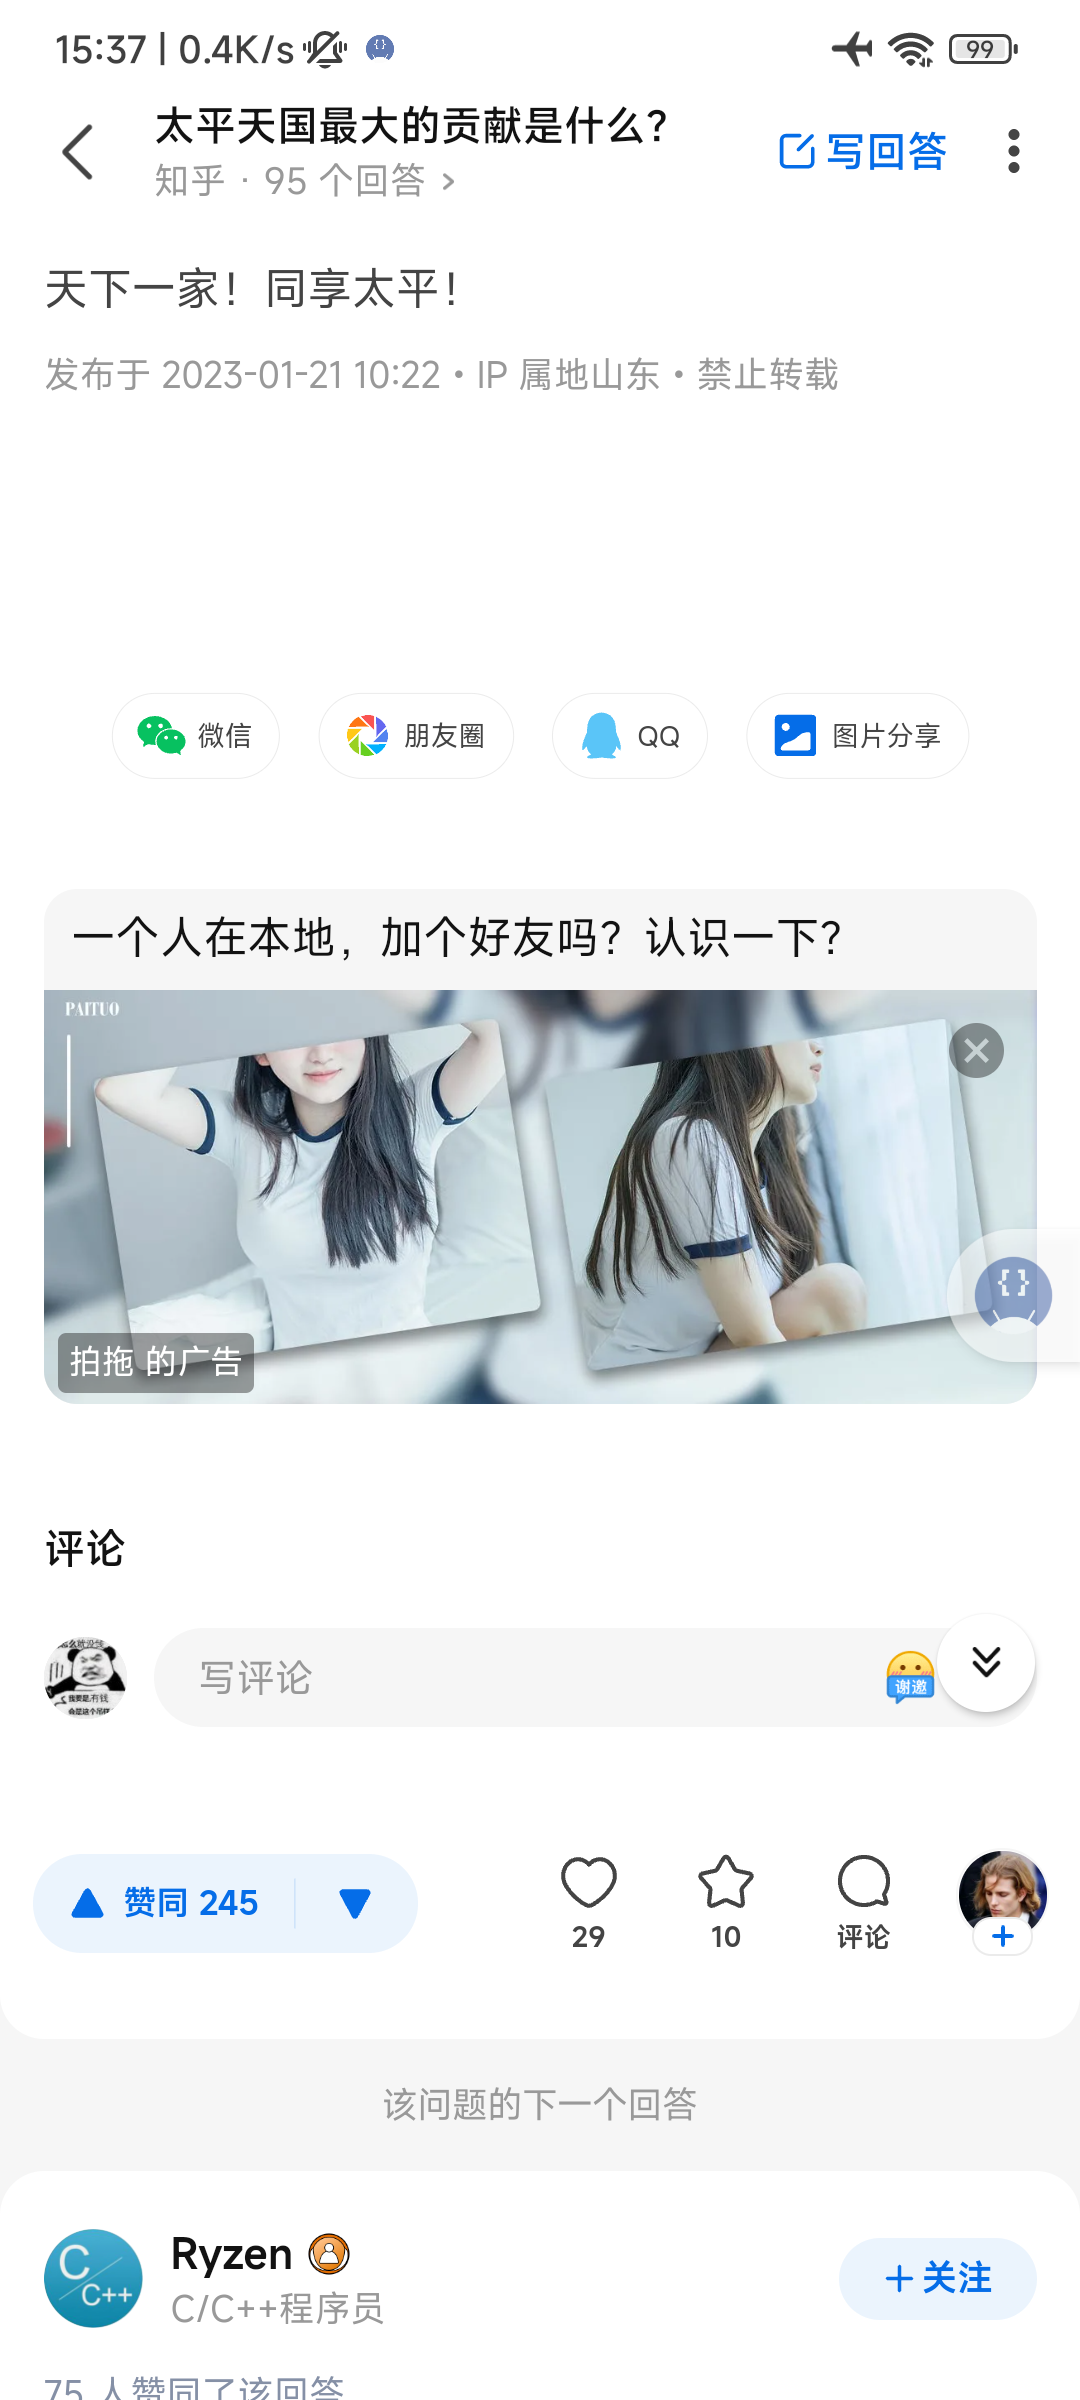 15:37 | 0.4K/s
99
太平天国最大的贡献是什么？
知乎 · 95 个回答 >
写回答
天下一家！同享太平！
发布于 2023-01-21 10:22 · IP 属地山东 · 禁止转载
微信
朋友圈
QQ
图片分享
一个人在本地，加个好友吗？认识一下？
PAITUO
{}
拍拖 的广告
评论
写评论
谢邀
赞同 245
29
10
评论
该问题的下一个回答
C/C++
Ryzen
C/C++程序员
+ 关注
75 人赞同了该回答